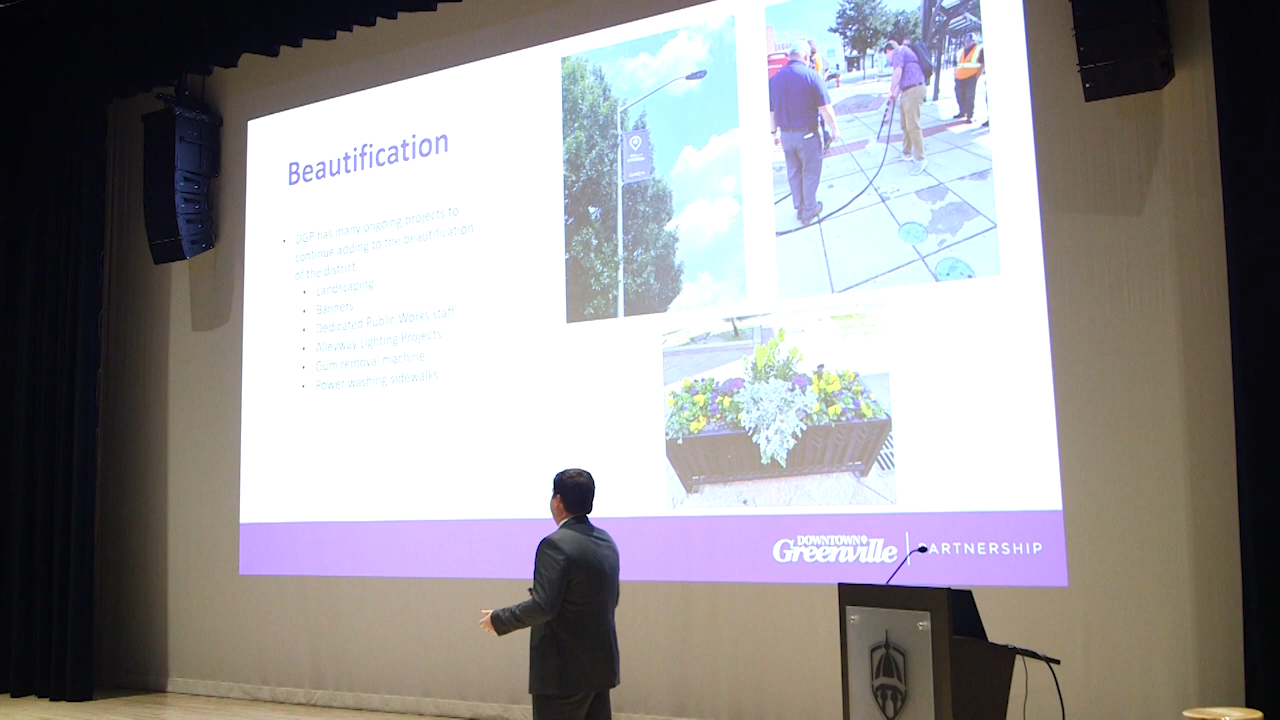 Beautification
• DGP has many ongoing projects to
continue adding to the beautification
of the district
• Landscaping
• Banners
• Dedicated Public Works staff
• Alleyway Lighting Projects
• Gum removal machine
• Power washing sidewalks
DOWNTOWN
Greenville | PARTNERSHIP